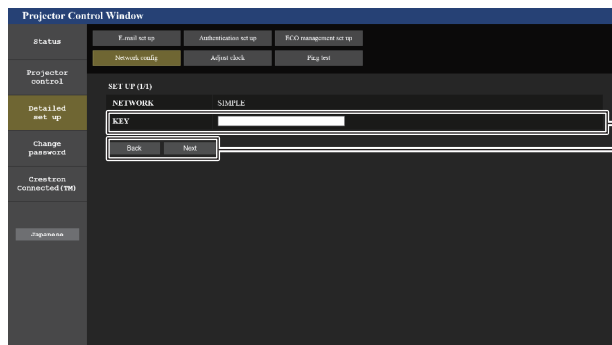 Projector Control Window
Status
E-mail set up
Authentication set up
ECO management set up
Network config
Adjust clock
Ping test
Projector
control
SET UP (1/1)
NETWORK SIMPLE
Detailed
set up
KEY
Back Next
Change
password
Crestron
Connected(TM)
Japanese